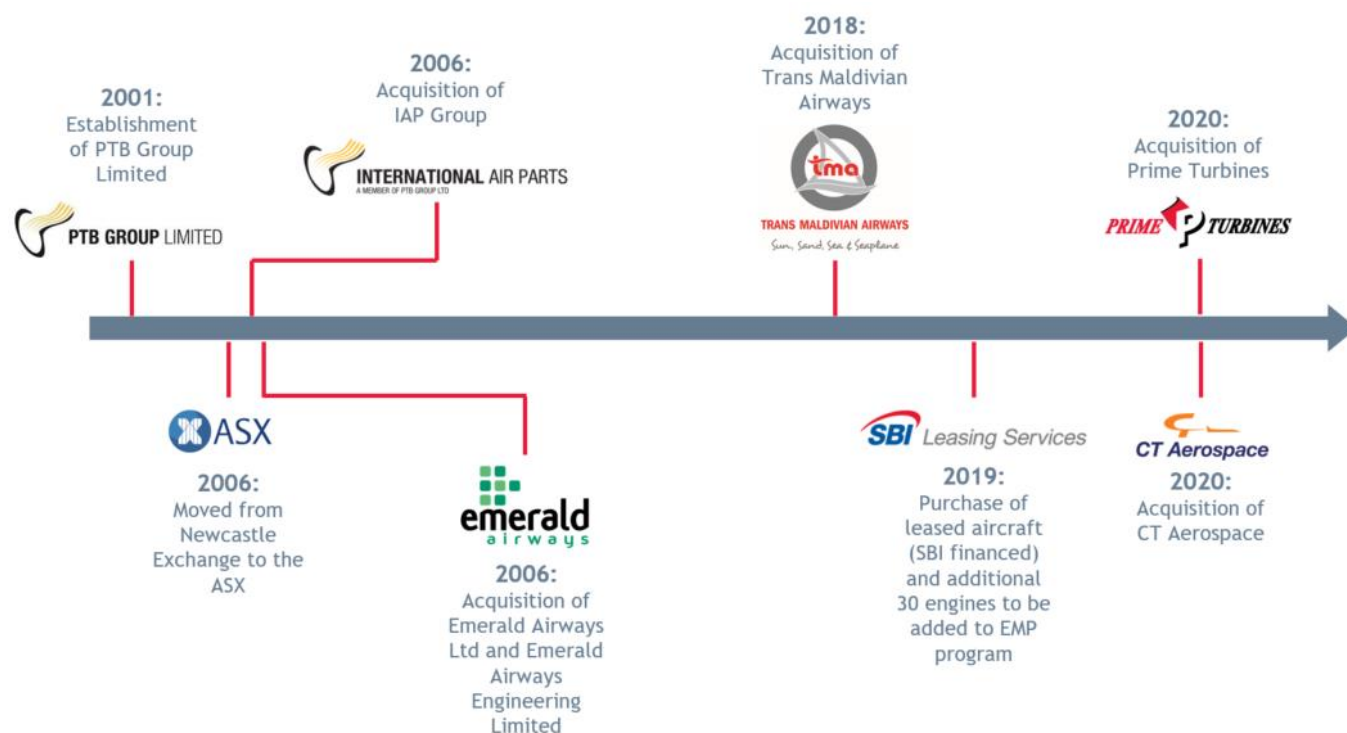 2001:
Establishment
of PTB Group
Limited
PTB GROUP LIMITED
2006:
Acquisition of
IAP Group
INTERNATIONAL AIR PARTS
A MEMBER OF PTB GROUP LTD
2018:
Acquisition of
Trans Maldivian
Airways
tma
TRANS MALDIVIAN AIRWAYS
Sun, Sand, Sea & Seaplane
2020:
Acquisition of
Prime Turbines
PRIME P TURBINES
ASX
2006:
Moved from
Newcastle
Exchange to the
ASX
emerald
airways
2006:
Acquisition of
Emerald Airways
Ltd and Emerald
Airways
Engineering
Limited
SBI Leasing Services
2019:
Purchase of
leased aircraft
(SBI financed)
and additional
30 engines to be
added to EMP
program
CT Aerospace
2020:
Acquisition of
CT Aerospace